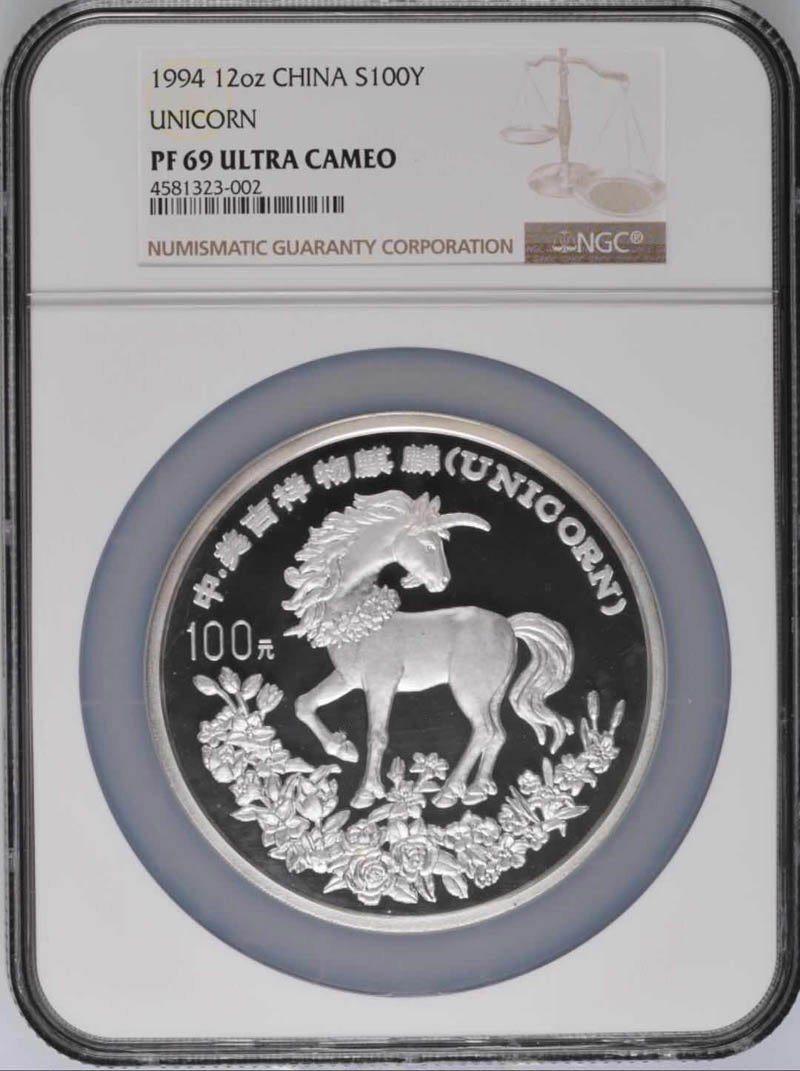 1994 12oz CHINA S100Y
UNICORN
PF 69 ULTRA CAMEO
4581323-002
NUMISMATIC GUARANTY CORPORATION
NGC®
中·美吉祥物麒麟(UNICORN)
100元